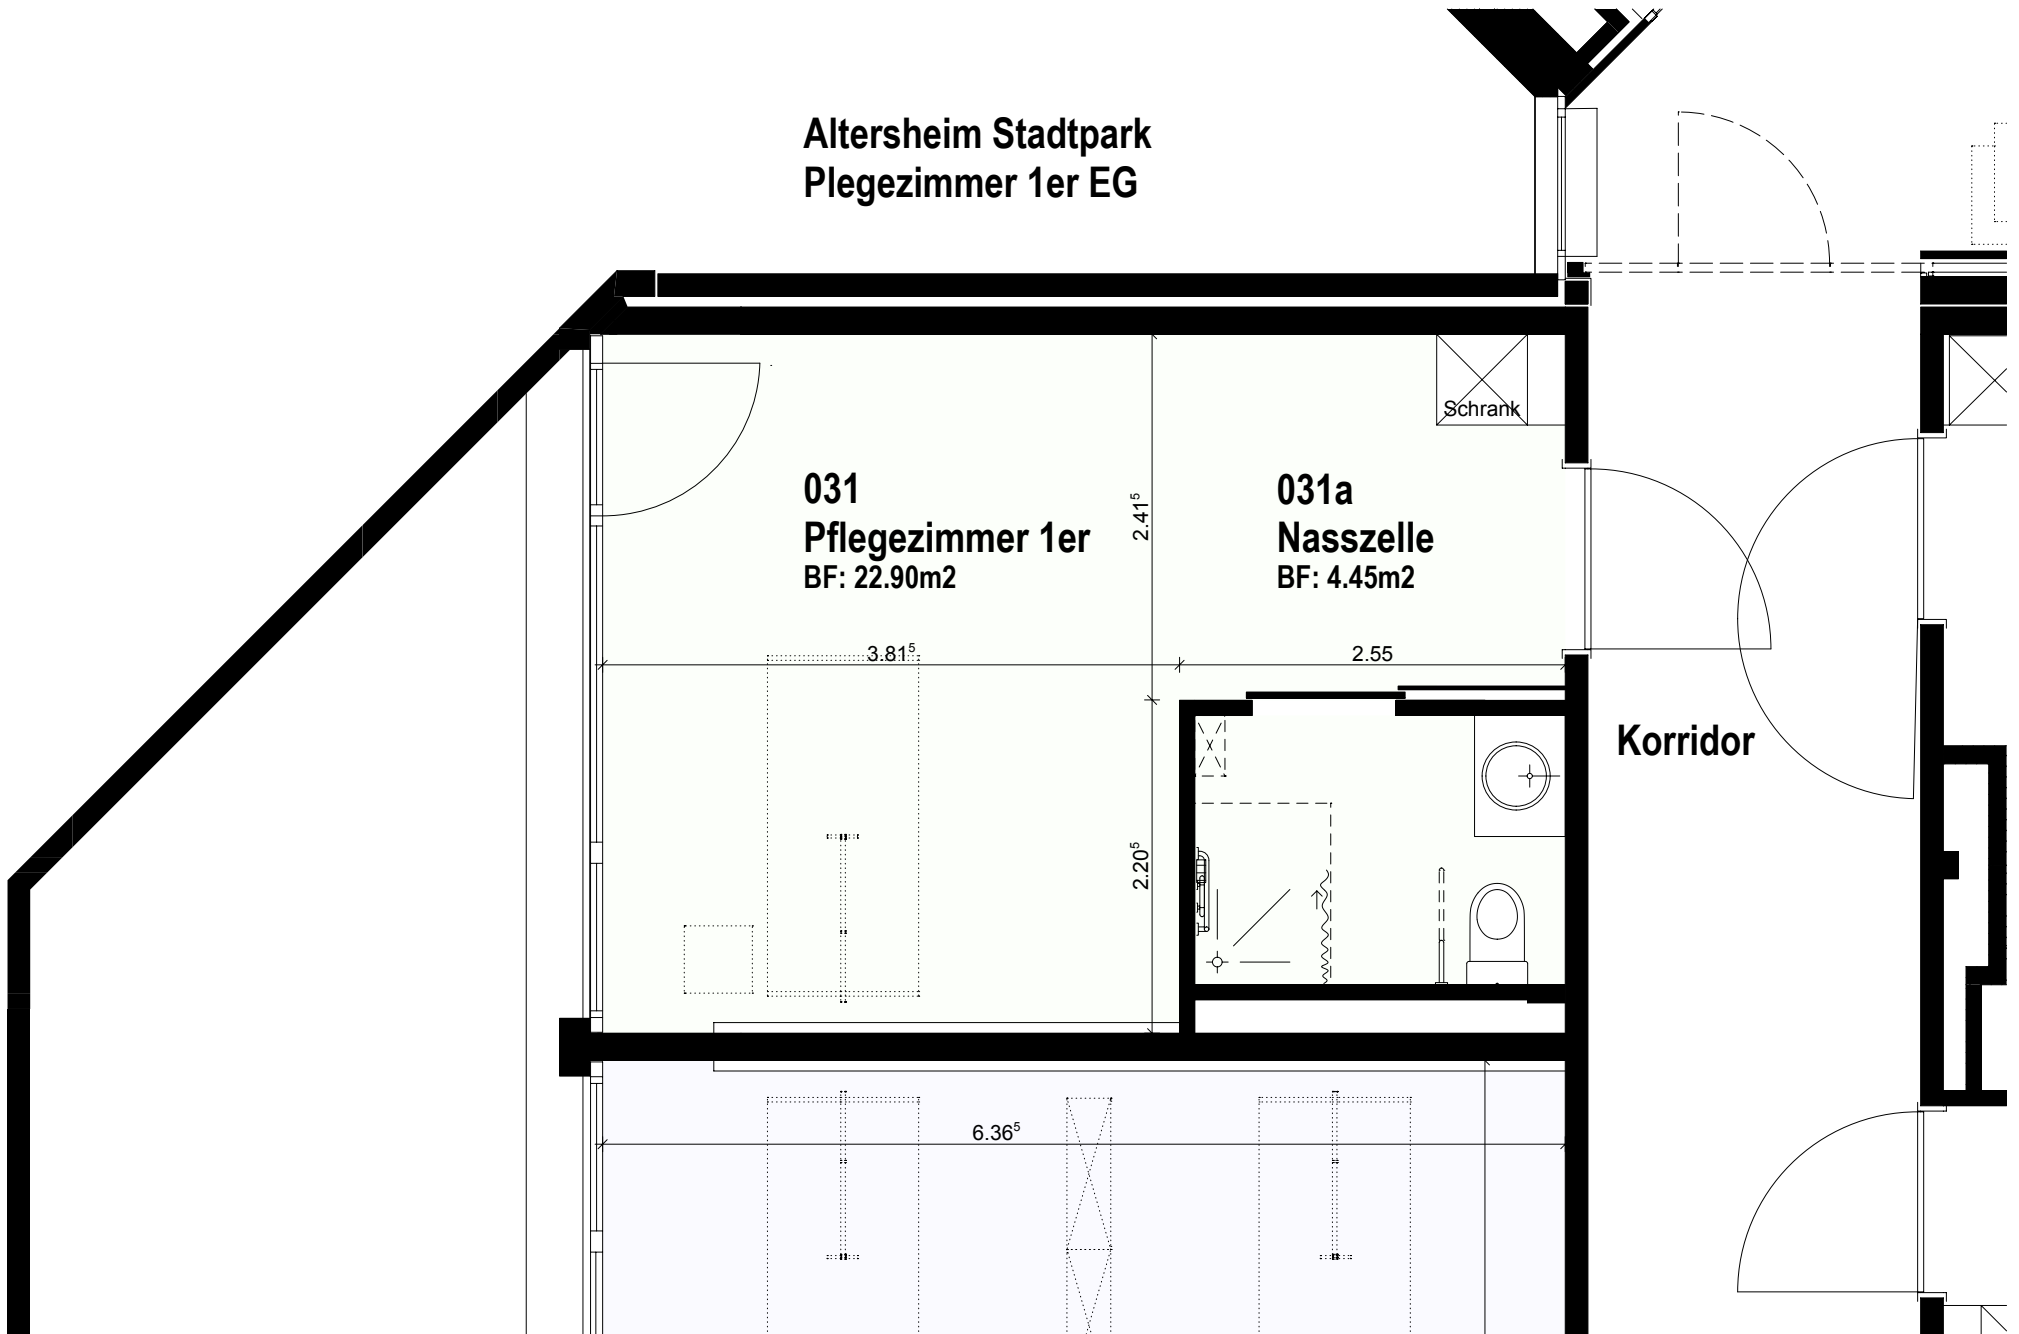 Altersheim Stadtpark
Plegezimmer 1er EG
Schrank
031
Pflegezimmer 1er
BF: 22.90m2
2.41⁵
031a
Nasszelle
BF: 4.45m2
3.81⁵
2.55
Korridor
2.20⁵
6.36⁵